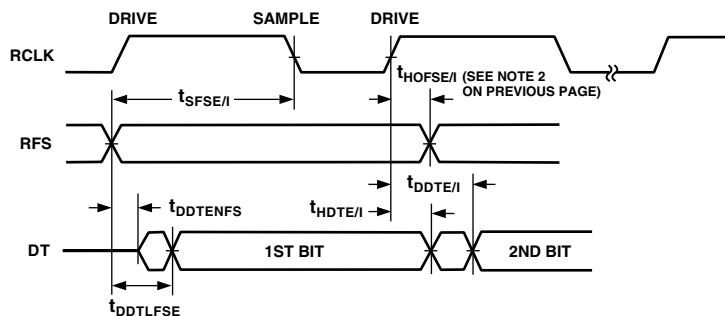 DRIVE SAMPLE DRIVE
RCLK
tHOFSE/I (SEE NOTE 2
ON PREVIOUS PAGE)
tSFSE/I
RFS
tDDTE/I
tDDTENFS
tHDTE/I
DT 1ST BIT 2ND BIT
tDDTLFSE